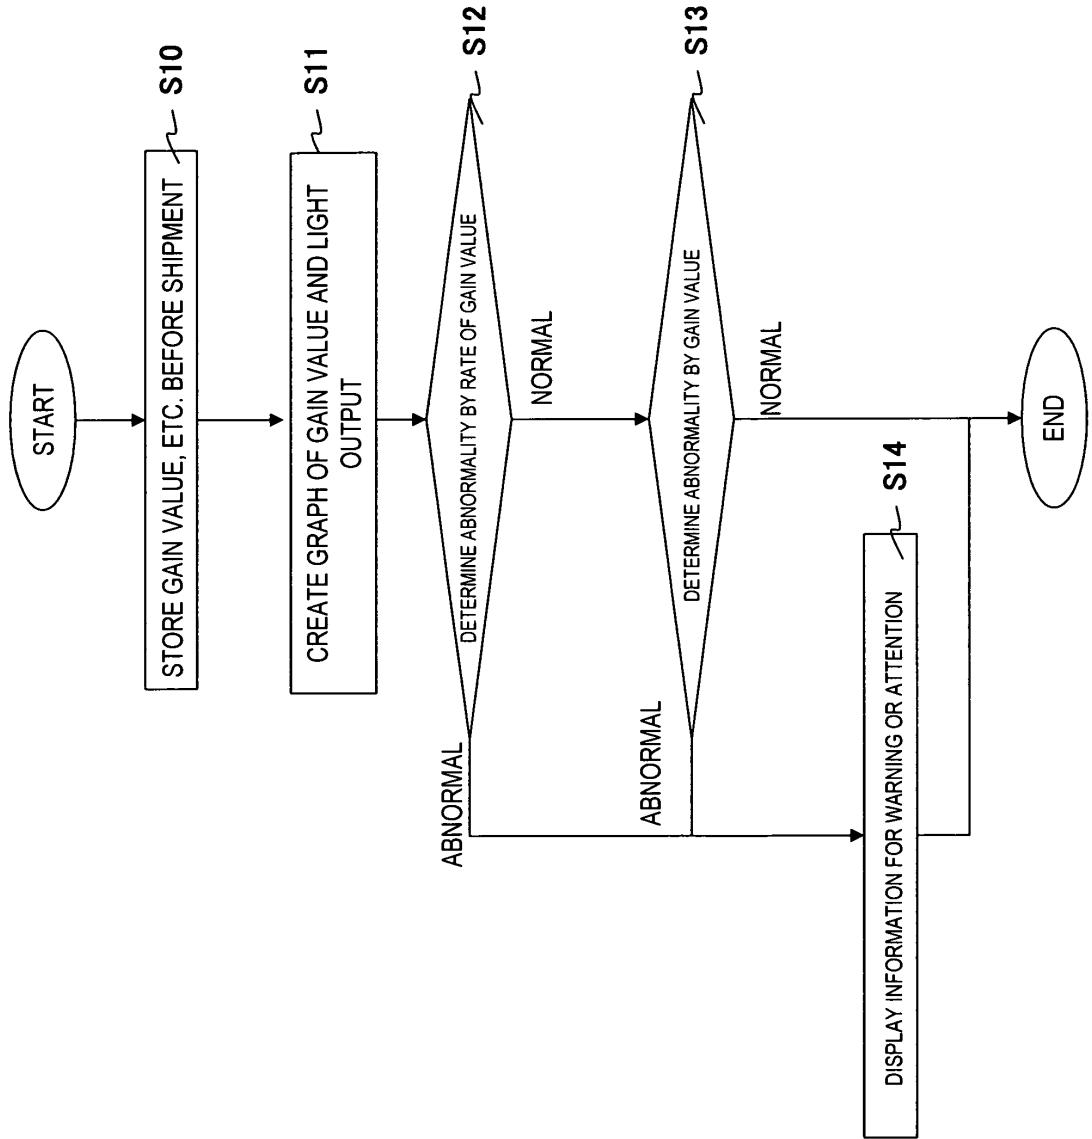 START
STORE GAIN VALUE, ETC. BEFORE SHIPMENT
S10
CREATE GRAPH OF GAIN VALUE AND LIGHT
OUTPUT
S11
DETERMINE ABNORMALITY BY RATE OF GAIN VALUE
S12
ABNORMAL
NORMAL
DETERMINE ABNORMALITY BY GAIN VALUE
S13
ABNORMAL
NORMAL
DISPLAY INFORMATION FOR WARNING OR ATTENTION
S14
END